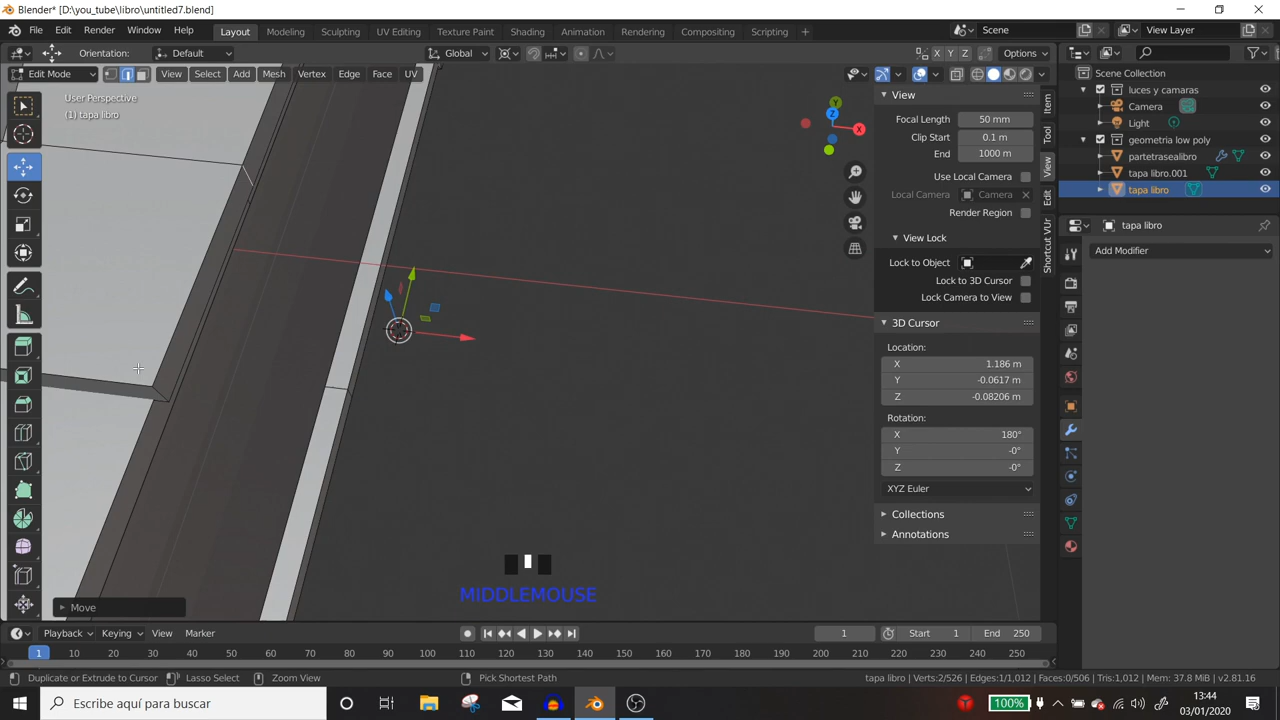 Blender* [D:\you_tube\libro\untitled7.blend]
File Edit Render Window Help Layout Modeling Sculpting UV Editing Texture Paint Shading Animation Rendering Compositing Scripting + Scene View Layer
Orientation: Default Global X Y Z Options
Edit Mode View Select Add Mesh Vertex Edge Face UV
User Perspective
(1) tapa libro
Y
Z
X
View
Focal Length 50 mm
Clip Start 0.1 m
End 1000 m
Use Local Camera
Local Camera Camera
Render Region
View Lock
Lock to Object
Lock to 3D Cursor
Lock Camera to View
3D Cursor
Location:
X 1.186 m
Y -0.0617 m
Z -0.08206 m
Rotation:
X 180°
Y -0°
Z -0°
XYZ Euler
Collections
Annotations
Item
Tool
View
Edit
Shortcut VUr
Scene Collection
luces y camaras
Camera
Light
geometria low poly
partetrasealibro
tapa libro.001
tapa libro
tapa libro
Add Modifier
MIDDLEMOUSE
Move
Playback Keying View Marker 1 Start 1 End 250
1 10 20 30 40 50 60 70 80 90 100 110 120 130 140 150 160 170 180 190 200 210 220 230 240 250
Duplicate or Extrude to Cursor Lasso Select Zoom View Pick Shortest Path tapa libro | Verts:2/526 | Edges:1/1,012 | Faces:0/506 | Tris:1,012 | Mem: 37.8 MiB | v2.81.16
Escribe aquí para buscar
100%
13:44
03/01/2020